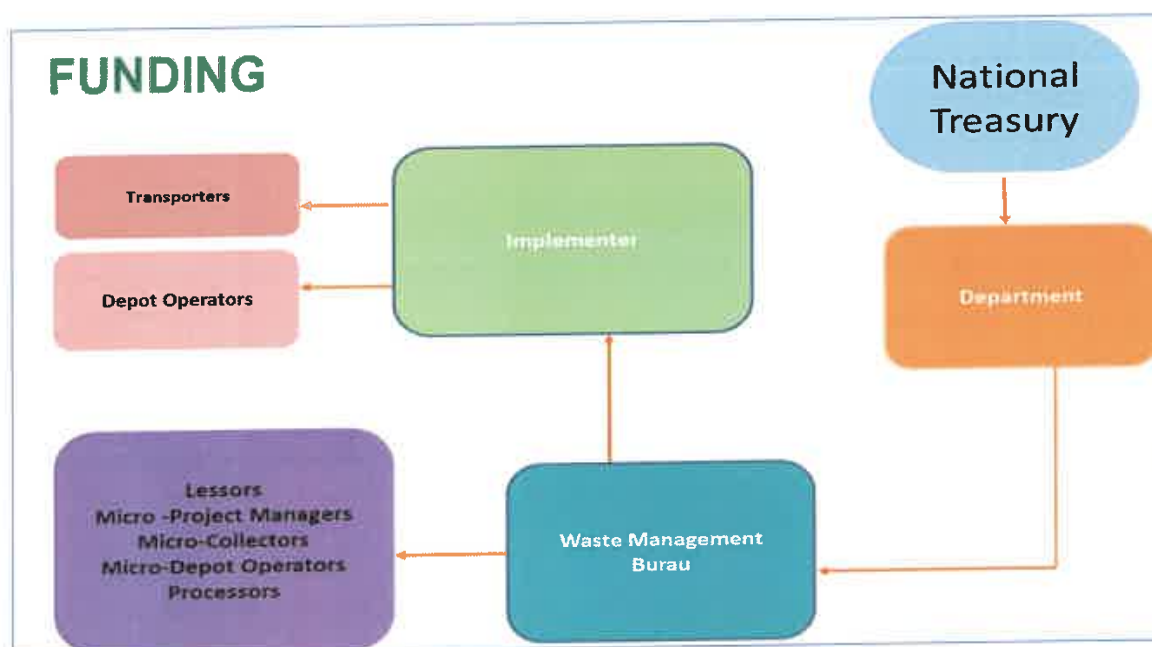 FUNDING
National
Treasury
Transporters
Implementer
Depot Operators
Department
Lessors
Micro -Project Managers
Micro-Collectors
Micro-Depot Operators
Processors
Waste Management
Burau